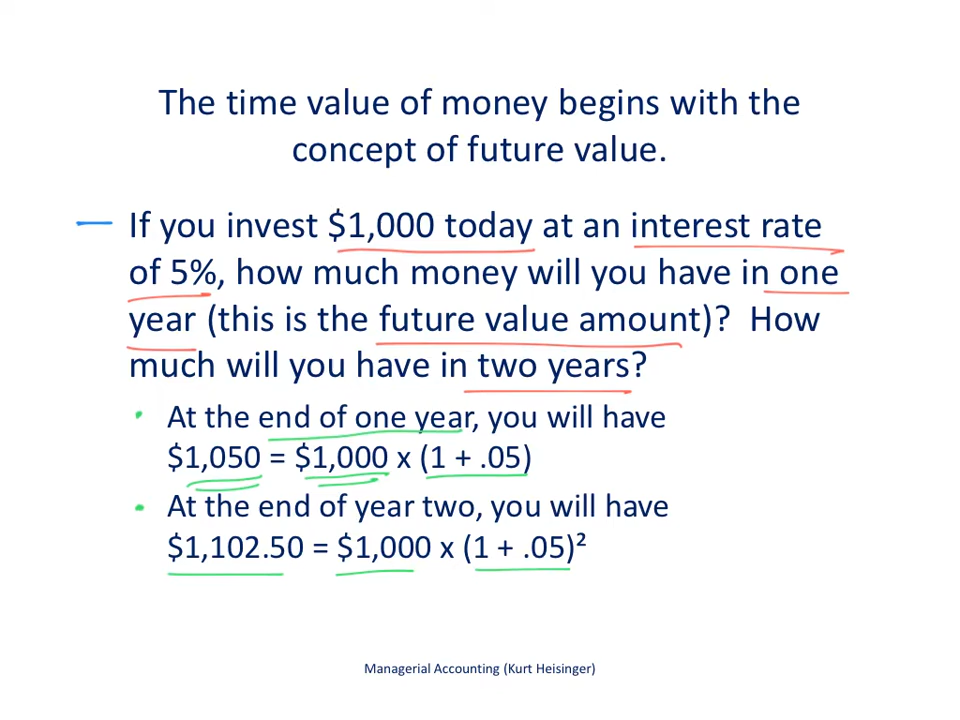 The time value of money begins with the
concept of future value.
If you invest $1,000 today at an interest rate
of 5%, how much money will you have in one
year (this is the future value amount)? How
much will you have in two years?
At the end of one year, you will have
$1,050 = $1,000 x (1 + .05)
At the end of year two, you will have
$1,102.50 = $1,000 x (1 + .05)²
Managerial Accounting (Kurt Heisinger)